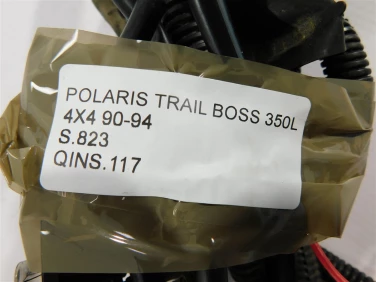 POLARIS TRAIL BOSS 350L
4X4 90-94
S.823
QINS.117